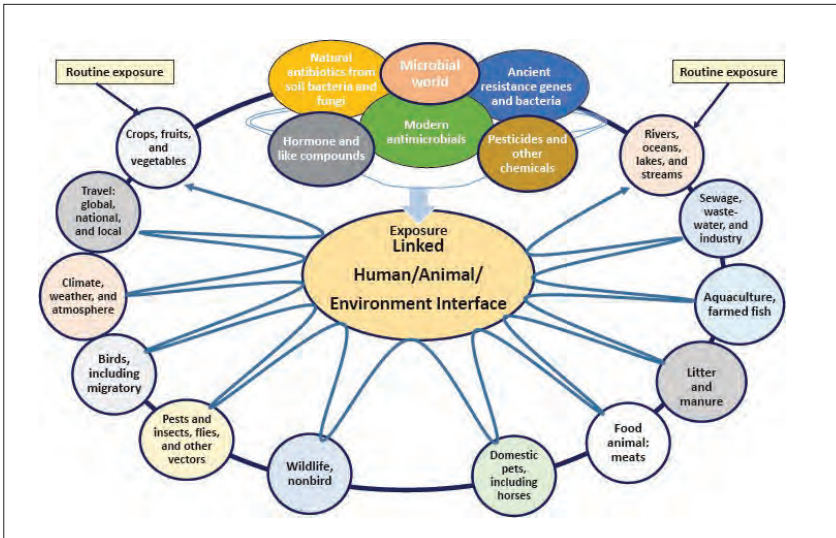 Routine exposure
Natural
antibiotics from
soil bacteria and
fungi
Microbial
world
Ancient
resistance genes
and bacteria
Routine exposure
Hormone and
like compounds
Modern
antimicrobials
Pesticides and
other
chemicals
Crops, fruits,
and
vegetables
Rivers,
oceans,
lakes, and
streams
Travel:
global,
national,
and local
Sewage,
waste-
water, and
industry
Exposure
Linked
Human/Animal/
Environment Interface
Climate,
weather, and
atmosphere
Aquaculture,
farmed fish
Birds,
including
migratory
Litter
and
manure
Pests and
insects, flies,
and other
vectors
Food
animal:
meats
Wildlife,
nonbird
Domestic
pets,
including
horses